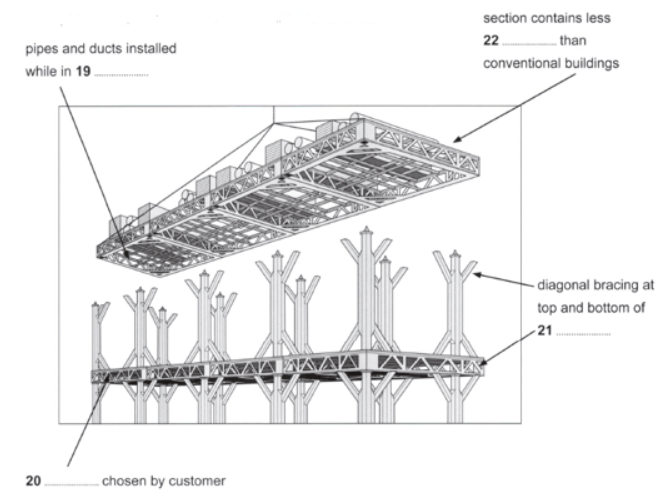 section contains less
22 .................... than
conventional buildings
pipes and ducts installed
while in 19 ....................
diagonal bracing at
top and bottom of
21 ....................
20 .................... chosen by customer